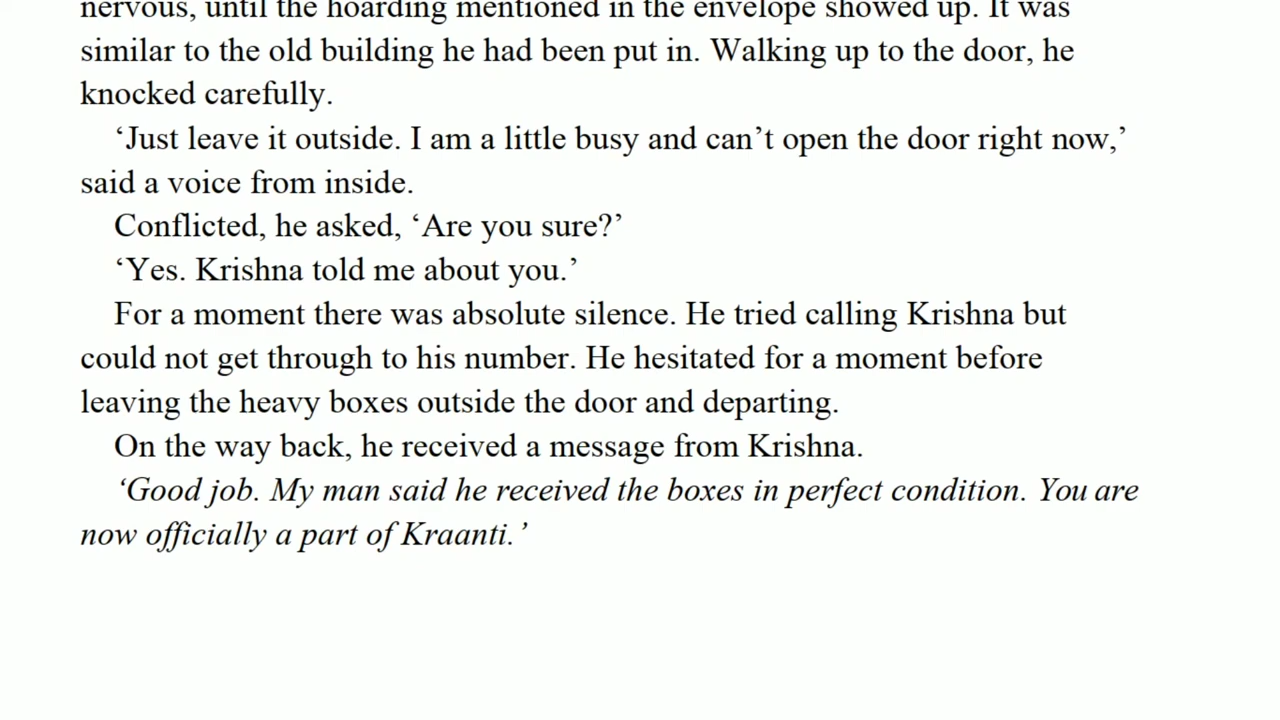 nervous, until the hoarding mentioned in the envelope showed up. It was
similar to the old building he had been put in. Walking up to the door, he
knocked carefully.
‘Just leave it outside. I am a little busy and can’t open the door right now,’
said a voice from inside.
Conflicted, he asked, ‘Are you sure?’
‘Yes. Krishna told me about you.’
For a moment there was absolute silence. He tried calling Krishna but
could not get through to his number. He hesitated for a moment before
leaving the heavy boxes outside the door and departing.
On the way back, he received a message from Krishna.
‘Good job. My man said he received the boxes in perfect condition. You are
now officially a part of Kraanti.’